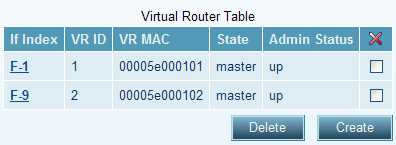 Virtual Router Table
If Index VR ID VR MAC State Admin Status
F-1 1 00005e000101 master up
F-9 2 00005e000102 master up
Delete Create